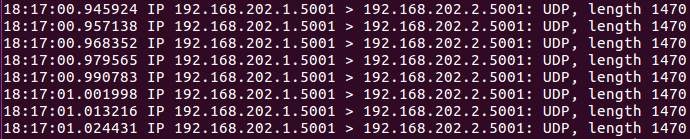 18:17:00.945924 IP 192.168.202.1.5001 > 192.168.202.2.5001: UDP, length 1470
18:17:00.957138 IP 192.168.202.1.5001 > 192.168.202.2.5001: UDP, length 1470
18:17:00.968352 IP 192.168.202.1.5001 > 192.168.202.2.5001: UDP, length 1470
18:17:00.979565 IP 192.168.202.1.5001 > 192.168.202.2.5001: UDP, length 1470
18:17:00.990783 IP 192.168.202.1.5001 > 192.168.202.2.5001: UDP, length 1470
18:17:01.001998 IP 192.168.202.1.5001 > 192.168.202.2.5001: UDP, length 1470
18:17:01.013216 IP 192.168.202.1.5001 > 192.168.202.2.5001: UDP, length 1470
18:17:01.024431 IP 192.168.202.1.5001 > 192.168.202.2.5001: UDP, length 1470